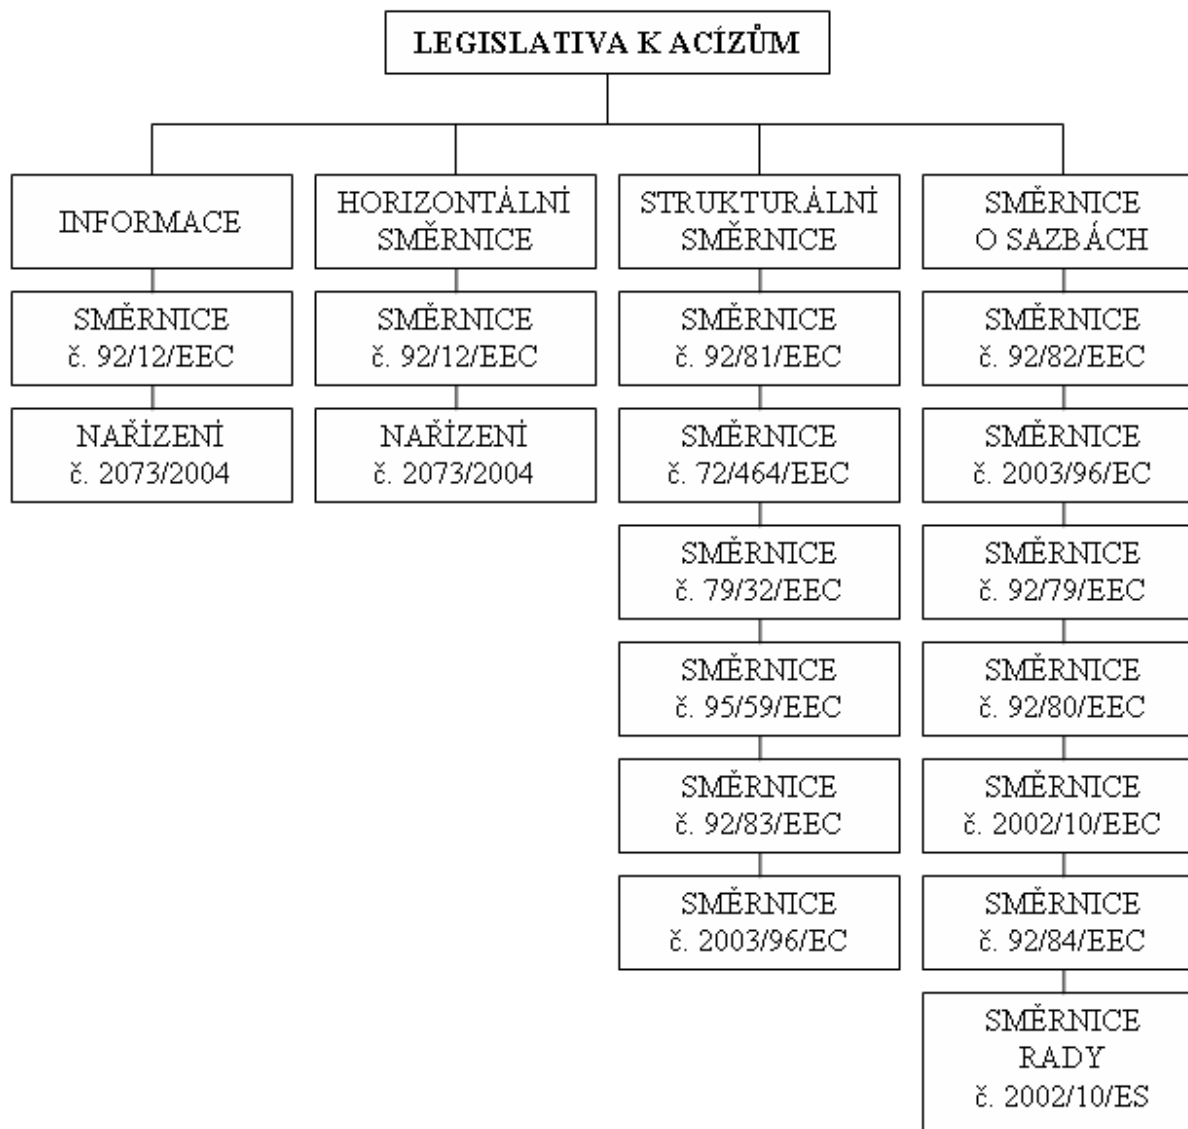 LEGISLATIVA K ACÍZŮM
INFORMACE
SMĚRNICE
č. 92/12/EEC
NAŘÍZENÍ
č. 2073/2004
HORIZONTÁLNÍ
SMĚRNICE
SMĚRNICE
č. 92/12/EEC
NAŘÍZENÍ
č. 2073/2004
STRUKTURÁLNÍ
SMĚRNICE
SMĚRNICE
č. 92/81/EEC
SMĚRNICE
č. 72/464/EEC
SMĚRNICE
č. 79/32/EEC
SMĚRNICE
č. 95/59/EEC
SMĚRNICE
č. 92/83/EEC
SMĚRNICE
č. 2003/96/EC
SMĚRNICE
O SAZBÁCH
SMĚRNICE
č. 92/82/EEC
SMĚRNICE
č. 2003/96/EC
SMĚRNICE
č. 92/79/EEC
SMĚRNICE
č. 92/80/EEC
SMĚRNICE
č. 2002/10/EEC
SMĚRNICE
č. 92/84/EEC
SMĚRNICE
RADY
č. 2002/10/ES